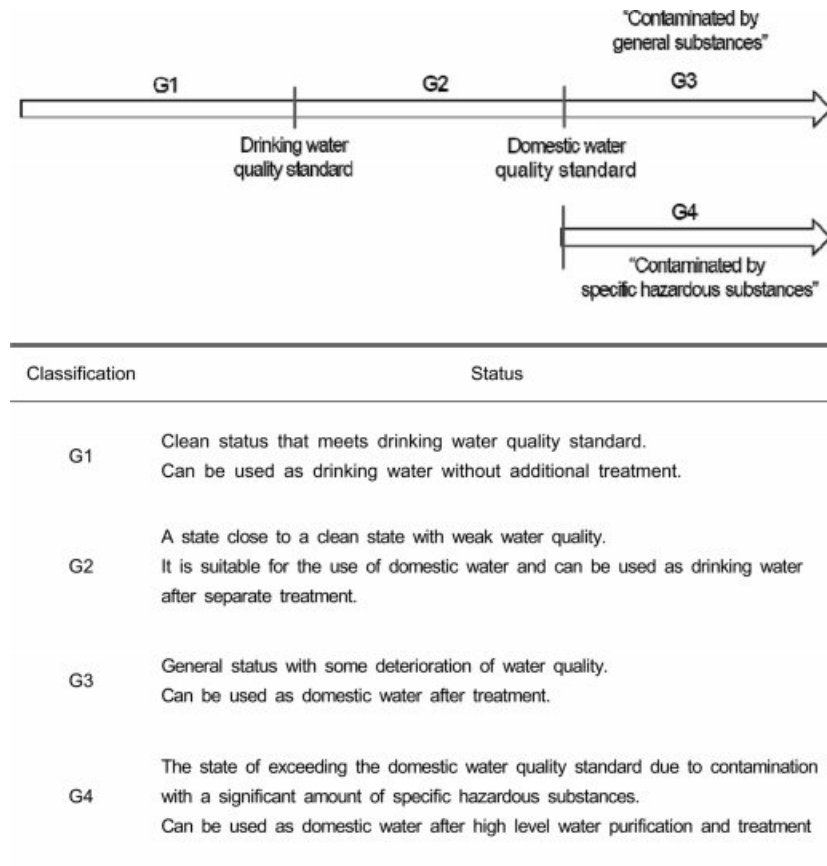 “Contaminated by
general substances”
G1
G2
G3
Drinking water
quality standard
Domestic water
quality standard
G4
“Contaminated by
specific hazardous substances”
Classification Status
G1
Clean status that meets drinking water quality standard.
Can be used as drinking water without additional treatment.
G2
A state close to a clean state with weak water quality.
It is suitable for the use of domestic water and can be used as drinking water
after separate treatment.
G3
General status with some deterioration of water quality.
Can be used as domestic water after treatment.
G4
The state of exceeding the domestic water quality standard due to contamination
with a significant amount of specific hazardous substances.
Can be used as domestic water after high level water purification and treatment